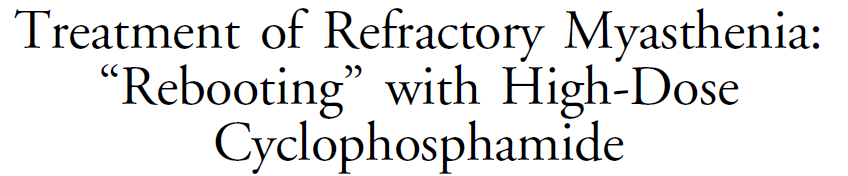 Treatment of Refractory Myasthenia:
“Rebooting” with High-Dose
Cyclophosphamide